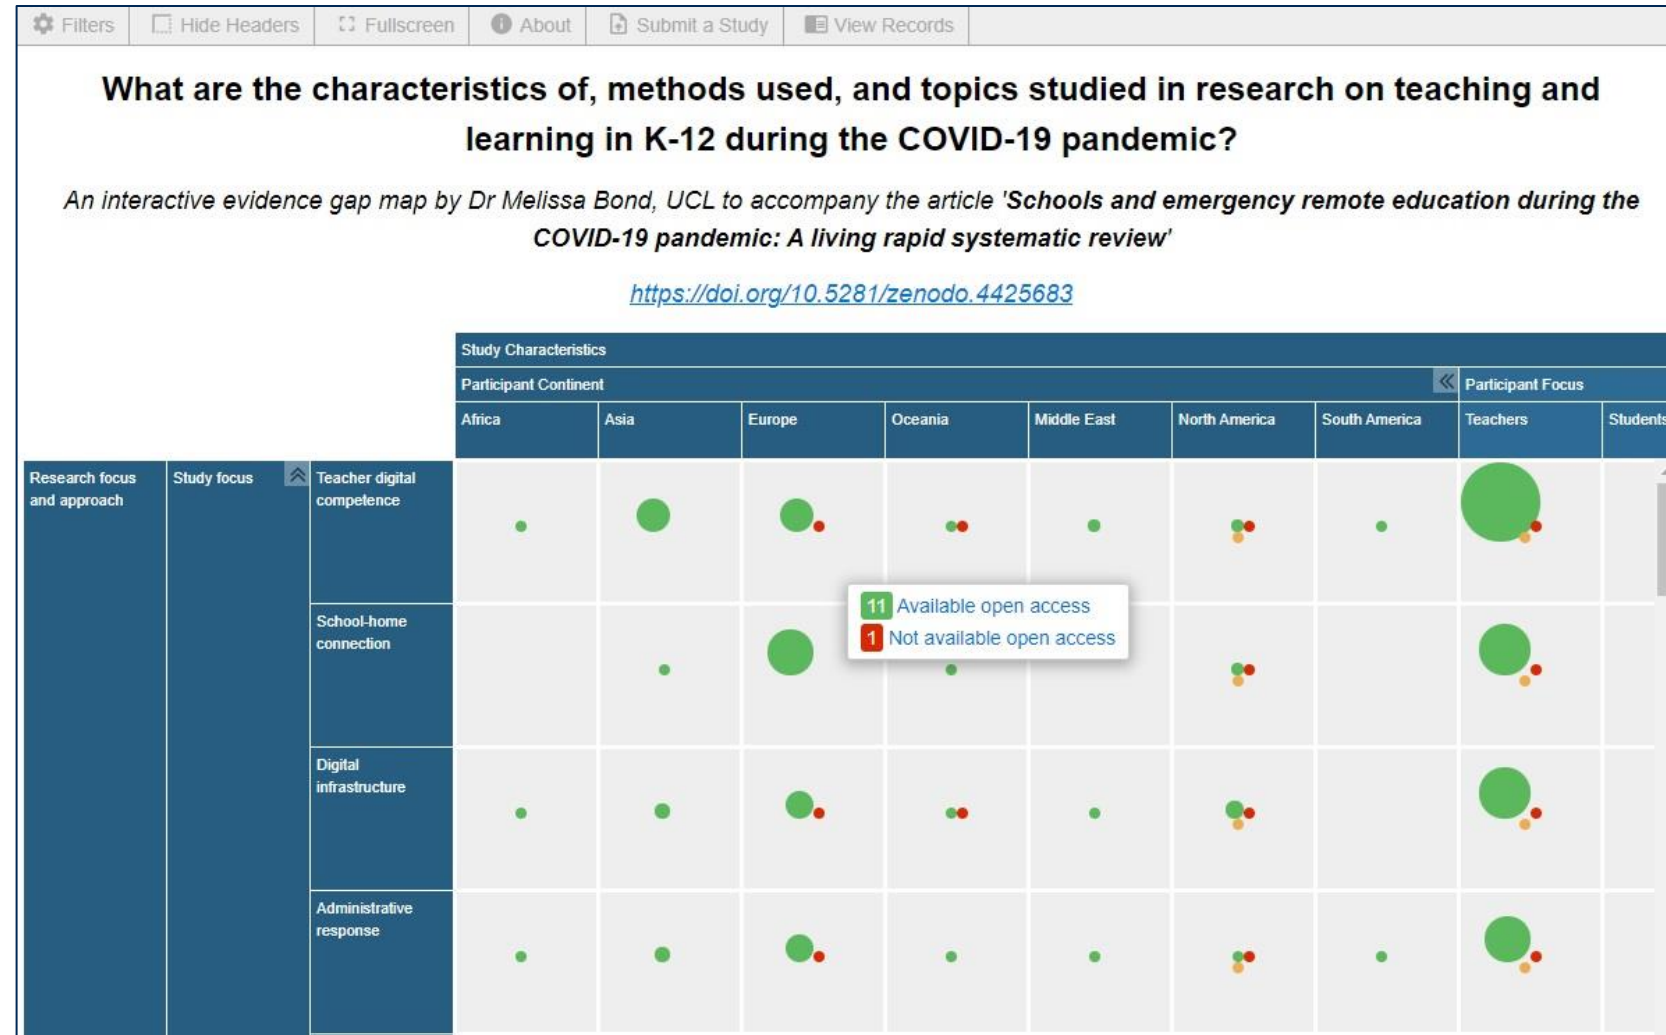 Filters Hide Headers Fullscreen About Submit a Study View Records
What are the characteristics of, methods used, and topics studied in research on teaching and
learning in K-12 during the COVID-19 pandemic?
An interactive evidence gap map by Dr Melissa Bond, UCL to accompany the article 'Schools and emergency remote education during the
COVID-19 pandemic: A living rapid systematic review'
https://doi.org/10.5281/zenodo.4425683
Study Characteristics
Participant Continent Participant Focus
Africa Asia Europe Oceania Middle East North America South America Teachers Students
Research focus
and approach
Study focus
Teacher digital
competence
11 Available open access
1 Not available open access
School-home
connection
Digital
infrastructure
Administrative
response